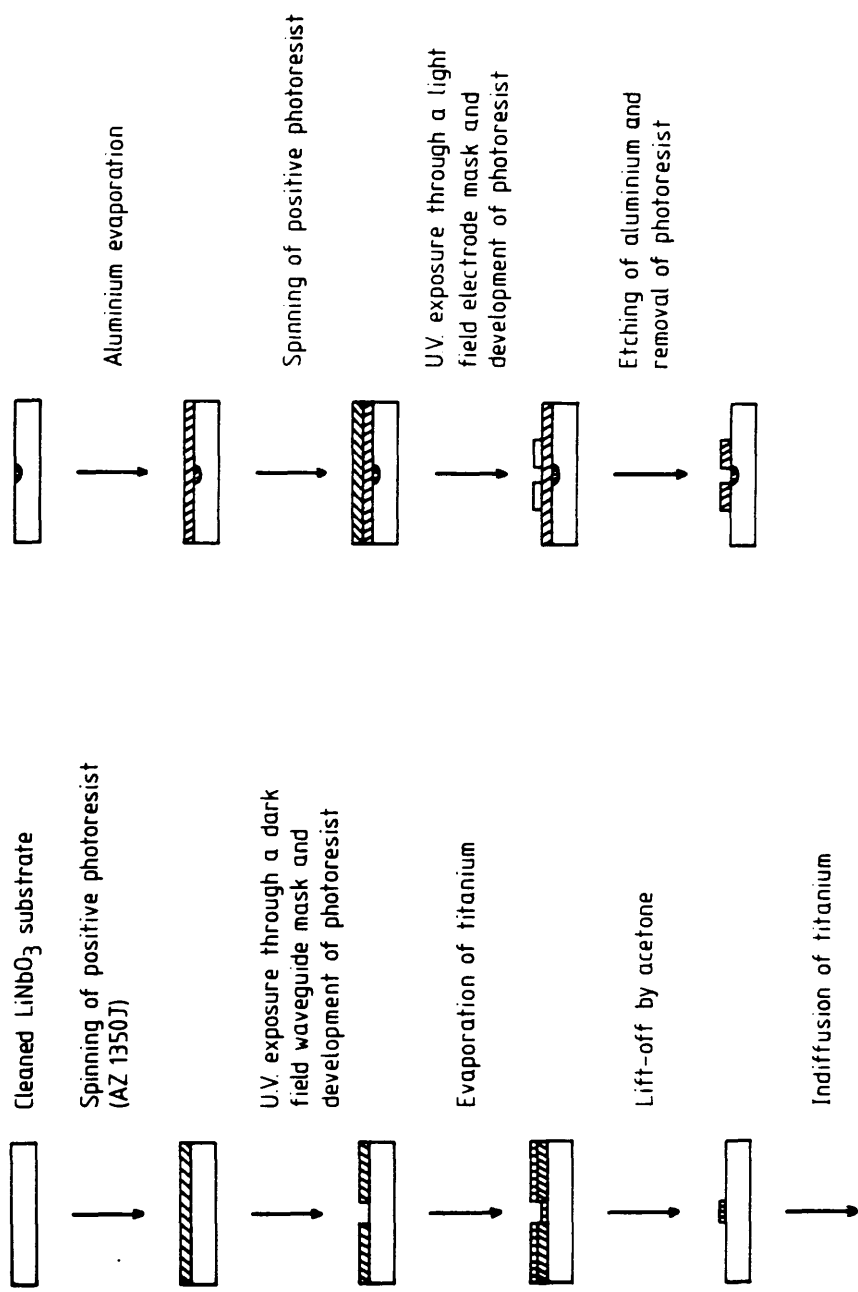 Cleaned LiNbO3 substrate
Spinning of positive photoresist
(AZ 1350J)
U.V. exposure through a dark
field waveguide mask and
development of photoresist
Evaporation of titanium
Lift-off by acetone
Indiffusion of titanium
Aluminium evaporation
Spinning of positive photoresist
U.V. exposure through a light
field electrode mask and
development of photoresist
Etching of aluminium and
removal of photoresist